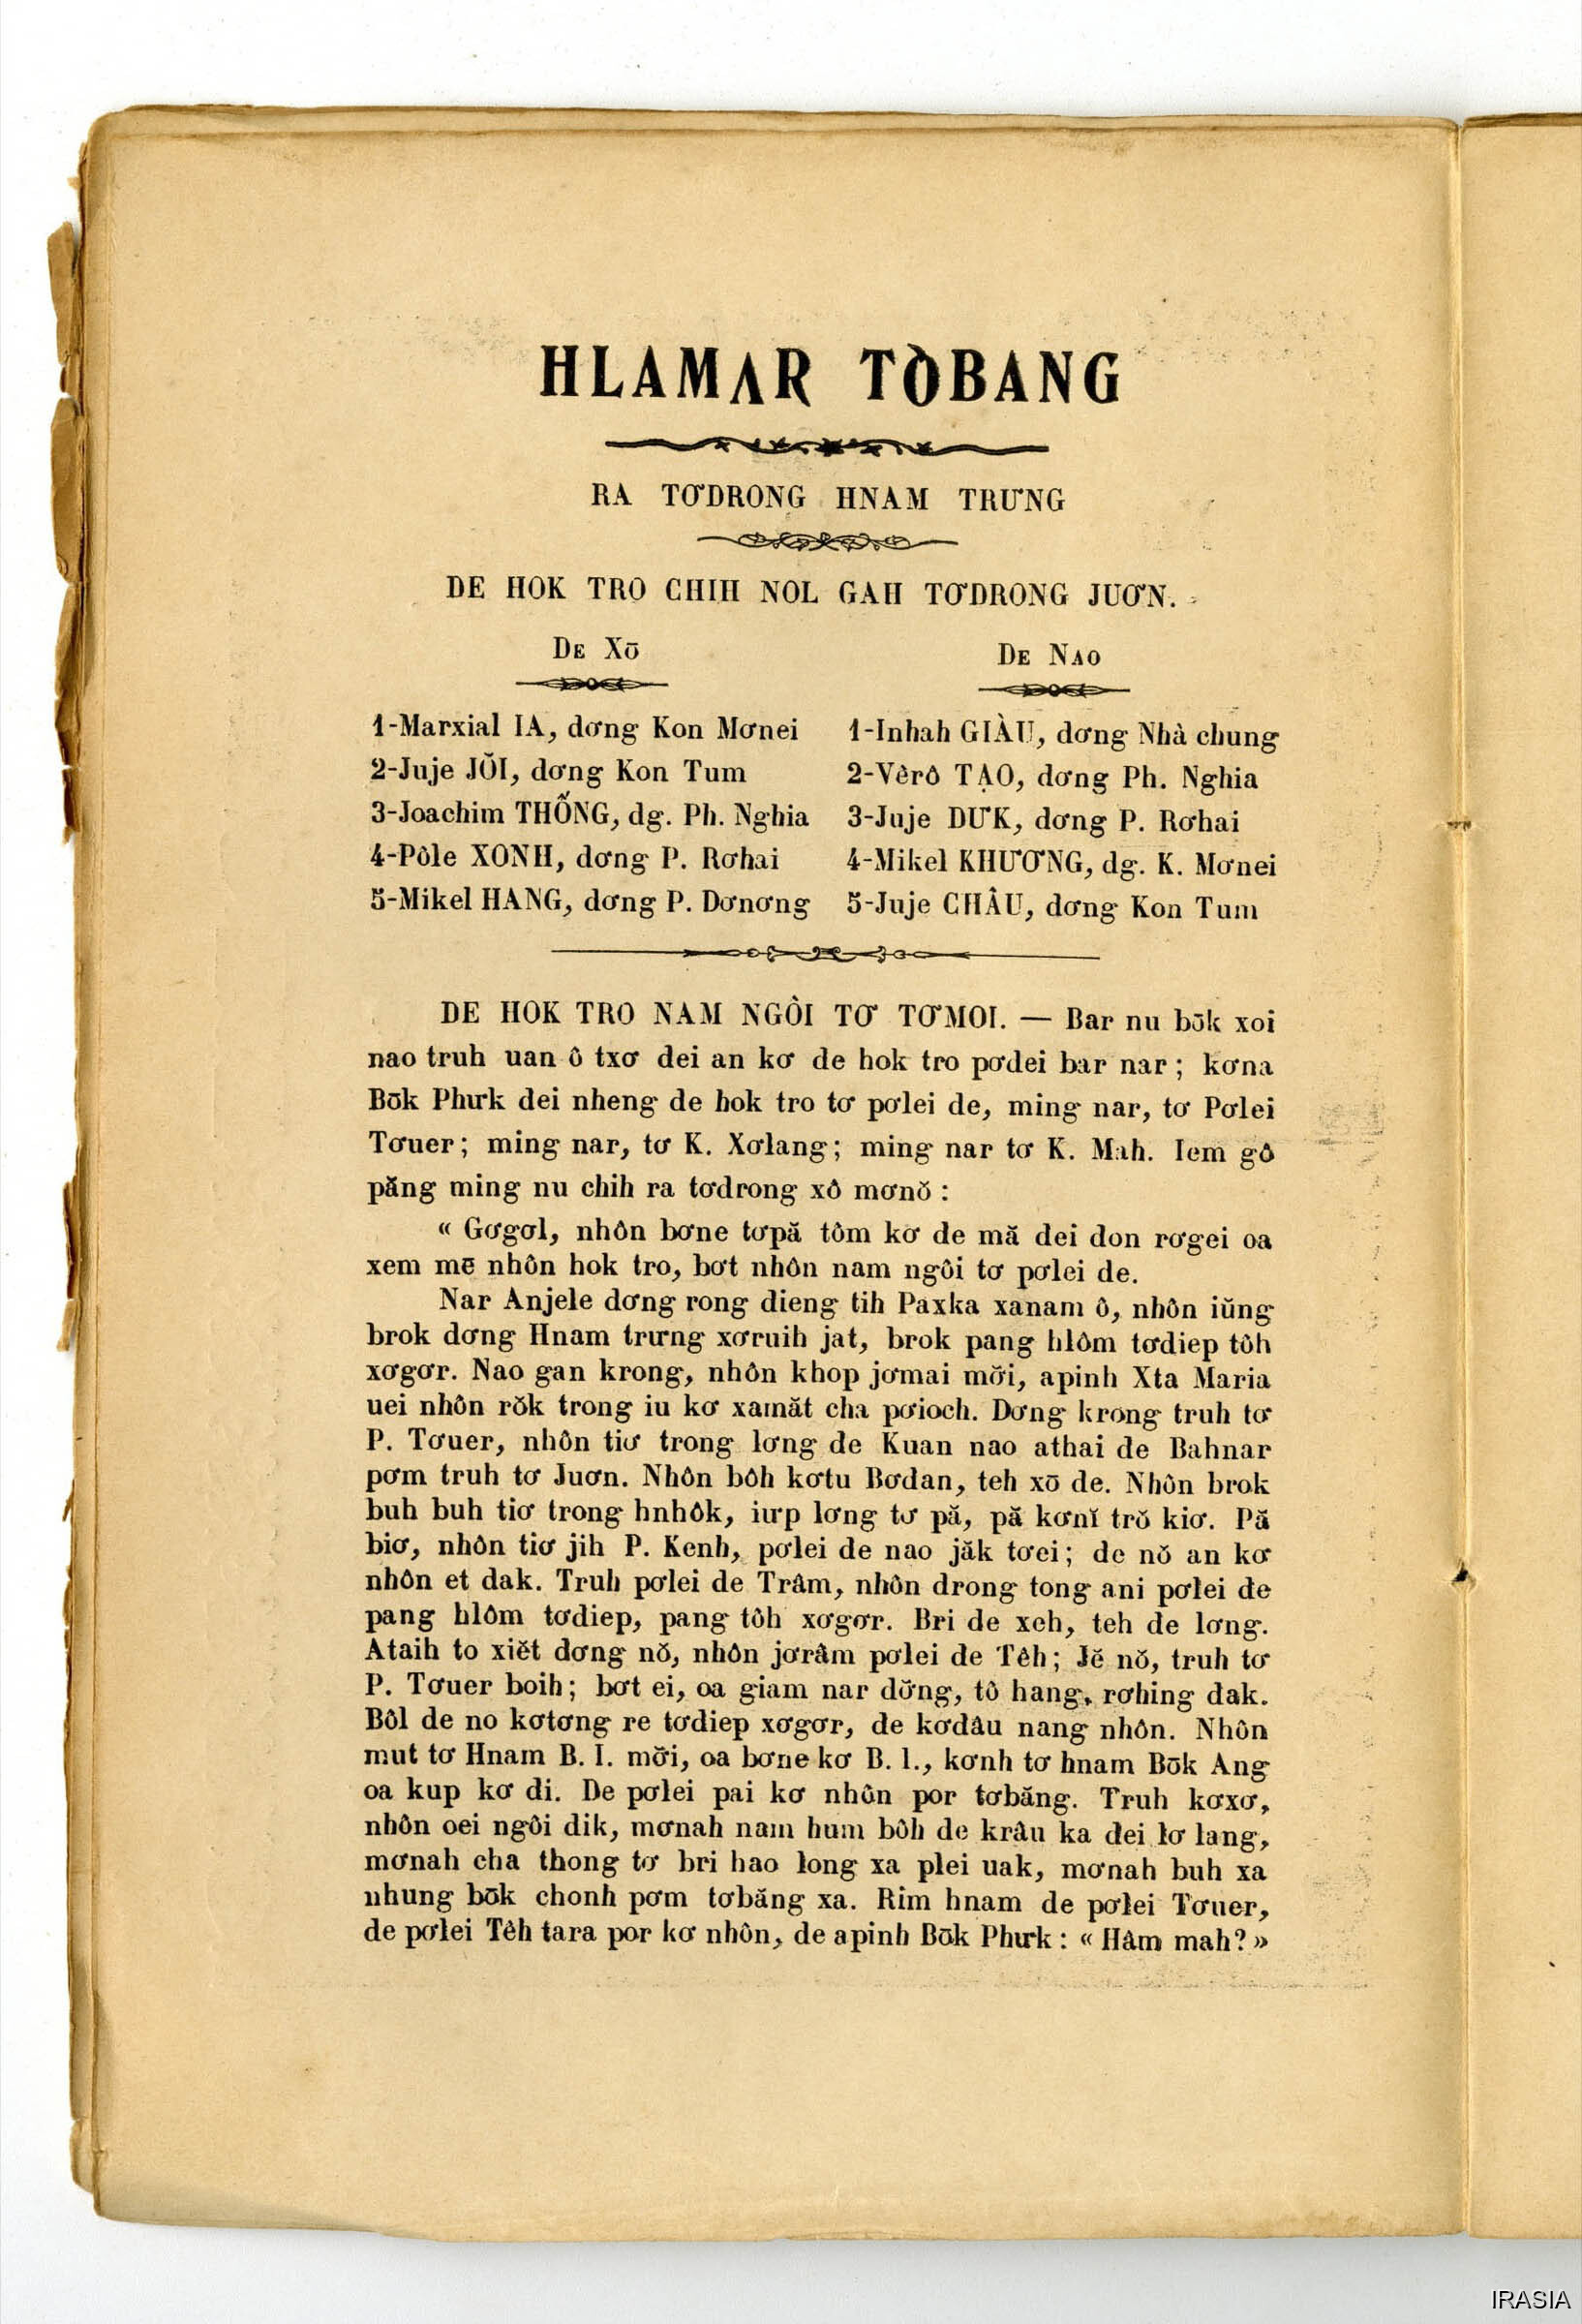 HLAMAR TƠ̆BANG
RA TƠDRONG HNAM TRƯNG
DE HOK TRO CHIH NOL GAH TƠDRONG JUƠN.
DE XŌ
1-Marxial IA, dơng Kon Mơnei
2-Juje JŎI, dơng Kon Tum
3-Joachim THỐNG, dg. Ph. Nghia
4-Pôle XONH, dơng P. Rơhai
5-Mikel HANG, dơng P. Dơnơng
DE NAO
1-Inhah GIÀU, dơng Nhà chung
2-Vêrô TẠO, dơng Ph. Nghia
3-Juje DƯK, dơng P. Rơhai
4-Mikel KHƯƠNG, dg. K. Mơnei
5-Juje CHÂU, dơng Kon Tum
DE HOK TRO NAM NGÔI TƠ TƠMOI. — Bar nu bōk xoi
nao truh uan ô txơ dei an kơ de hok tro pơdei bar nar ; kơna
Bōk Phưk dei nheng de hok tro tơ pơlei de, ming nar, tơ Pơlei
Tơuer ; ming nar, tơ K. Xơlang ; ming nar tơ K. Mah. Iem gô
păng ming nu chih ra tơdrong xô mơnŏ :
« Gơgơl, nhôn bơne tơpă tôm kơ de mă dei don rơgei oa
xem mē nhôn hok tro, bơt nhôn nam ngôi tơ pơlei de.
Nar Anjele dơng rong dieng tih Paxka xanam ô, nhôn iŭng
brok dơng Hnam trưng xơruih jat, brok pang hlôm tơdiep tôh
xơgơr. Nao gan krong, nhôn khop jơmai mơ̆i, apinh Xta Maria
uei nhôn rŏk trong iu kơ xamăt cha pơioch. Dơng krong truh tơ
P. Tơuer, nhôn tiơ trong lơng de Kuan nao athai de Bahnar
pơm truh tơ Juơn. Nhôn bôh kơtu Bơdan, teh xō de. Nhôn brok
buh buh tiơ trong hnhôk, iưp lơng tơ pă, pă kơnĭ trŏ kiơ. Pă
biơ, nhôn tiơ jih P. Kenh, pơlei de nao jăk tơei ; de nŏ an kơ
nhôn et dak. Truh pơlei de Trâm, nhôn drong tong ani pơlei de
pang hlôm tơdiep, pang tôh xơgơr. Bri de xeh, teh de lơng.
Ataih to xiĕt dơng nŏ, nhôn jơrâm pơlei de Têh ; Jĕ nŏ, truh tơ
P. Tơuer boih ; bơt ei, oa giam nar dơ̆ng, tô hang, rơhing dak.
Bôl de no kơtơng re tơdiep xơgơr, de kơdâu nang nhôn. Nhôn
mut tơ Hnam B. I. mơ̆i, oa bơne kơ B. I., kơnh tơ hnam Bōk Ang
oa kup kơ di. De pơlei pai kơ nhôn por tơbăng. Truh kơxơ,
nhôn oei ngôi dik, mơnah nam hum bôh de krâu ka dei lơ lang,
mơnah cha thong tơ bri hao long xa plei uak, mơnah buh xa
nhung bōk chonh pơm tơbăng xa. Rim hnam de pơlei Tơuer,
de pơlei Têh tara por kơ nhôn, de apinh Bōk Phưk : « Hâm mah? »
IRASIA